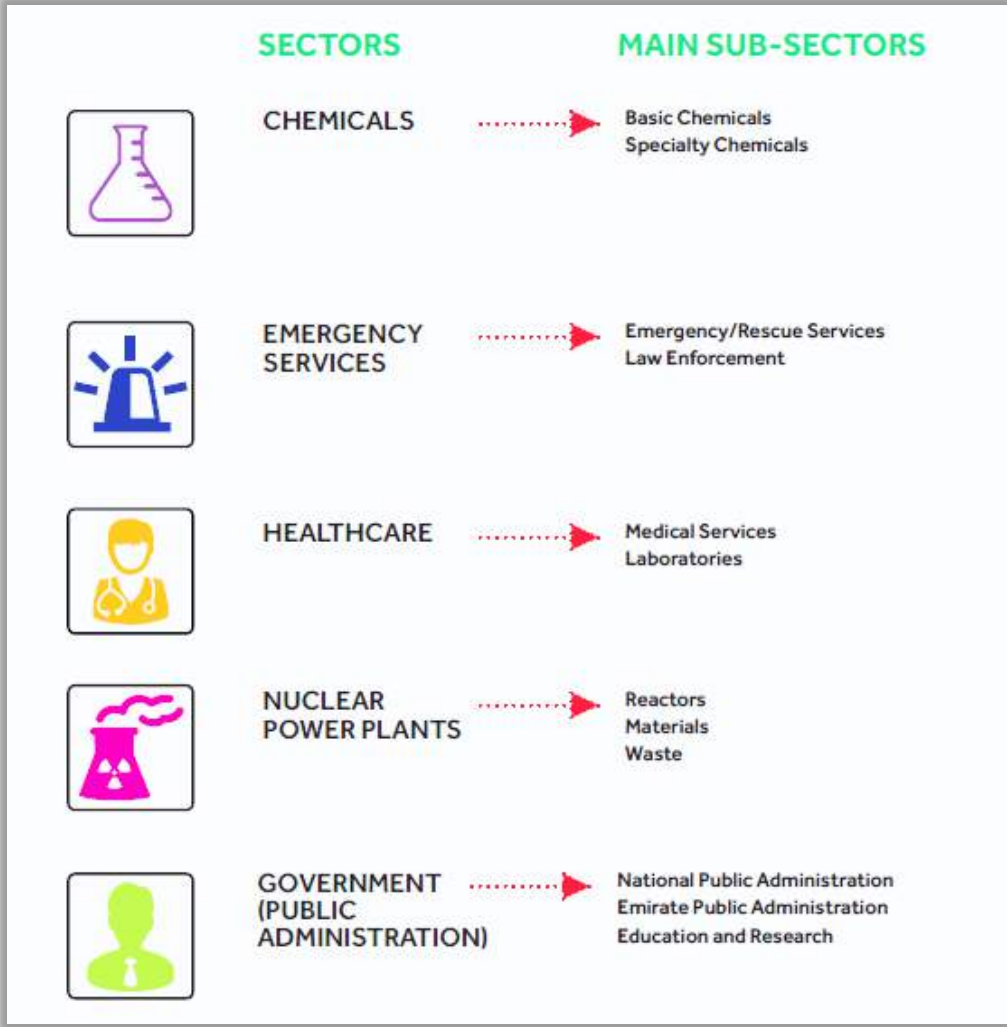 SECTORS
MAIN SUB-SECTORS
CHEMICALS
Basic Chemicals
Specialty Chemicals
EMERGENCY
SERVICES
Emergency/Rescue Services
Law Enforcement
HEALTHCARE
Medical Services
Laboratories
NUCLEAR
POWER PLANTS
Reactors
Materials
Waste
GOVERNMENT
(PUBLIC
ADMINISTRATION)
National Public Administration
Emirate Public Administration
Education and Research